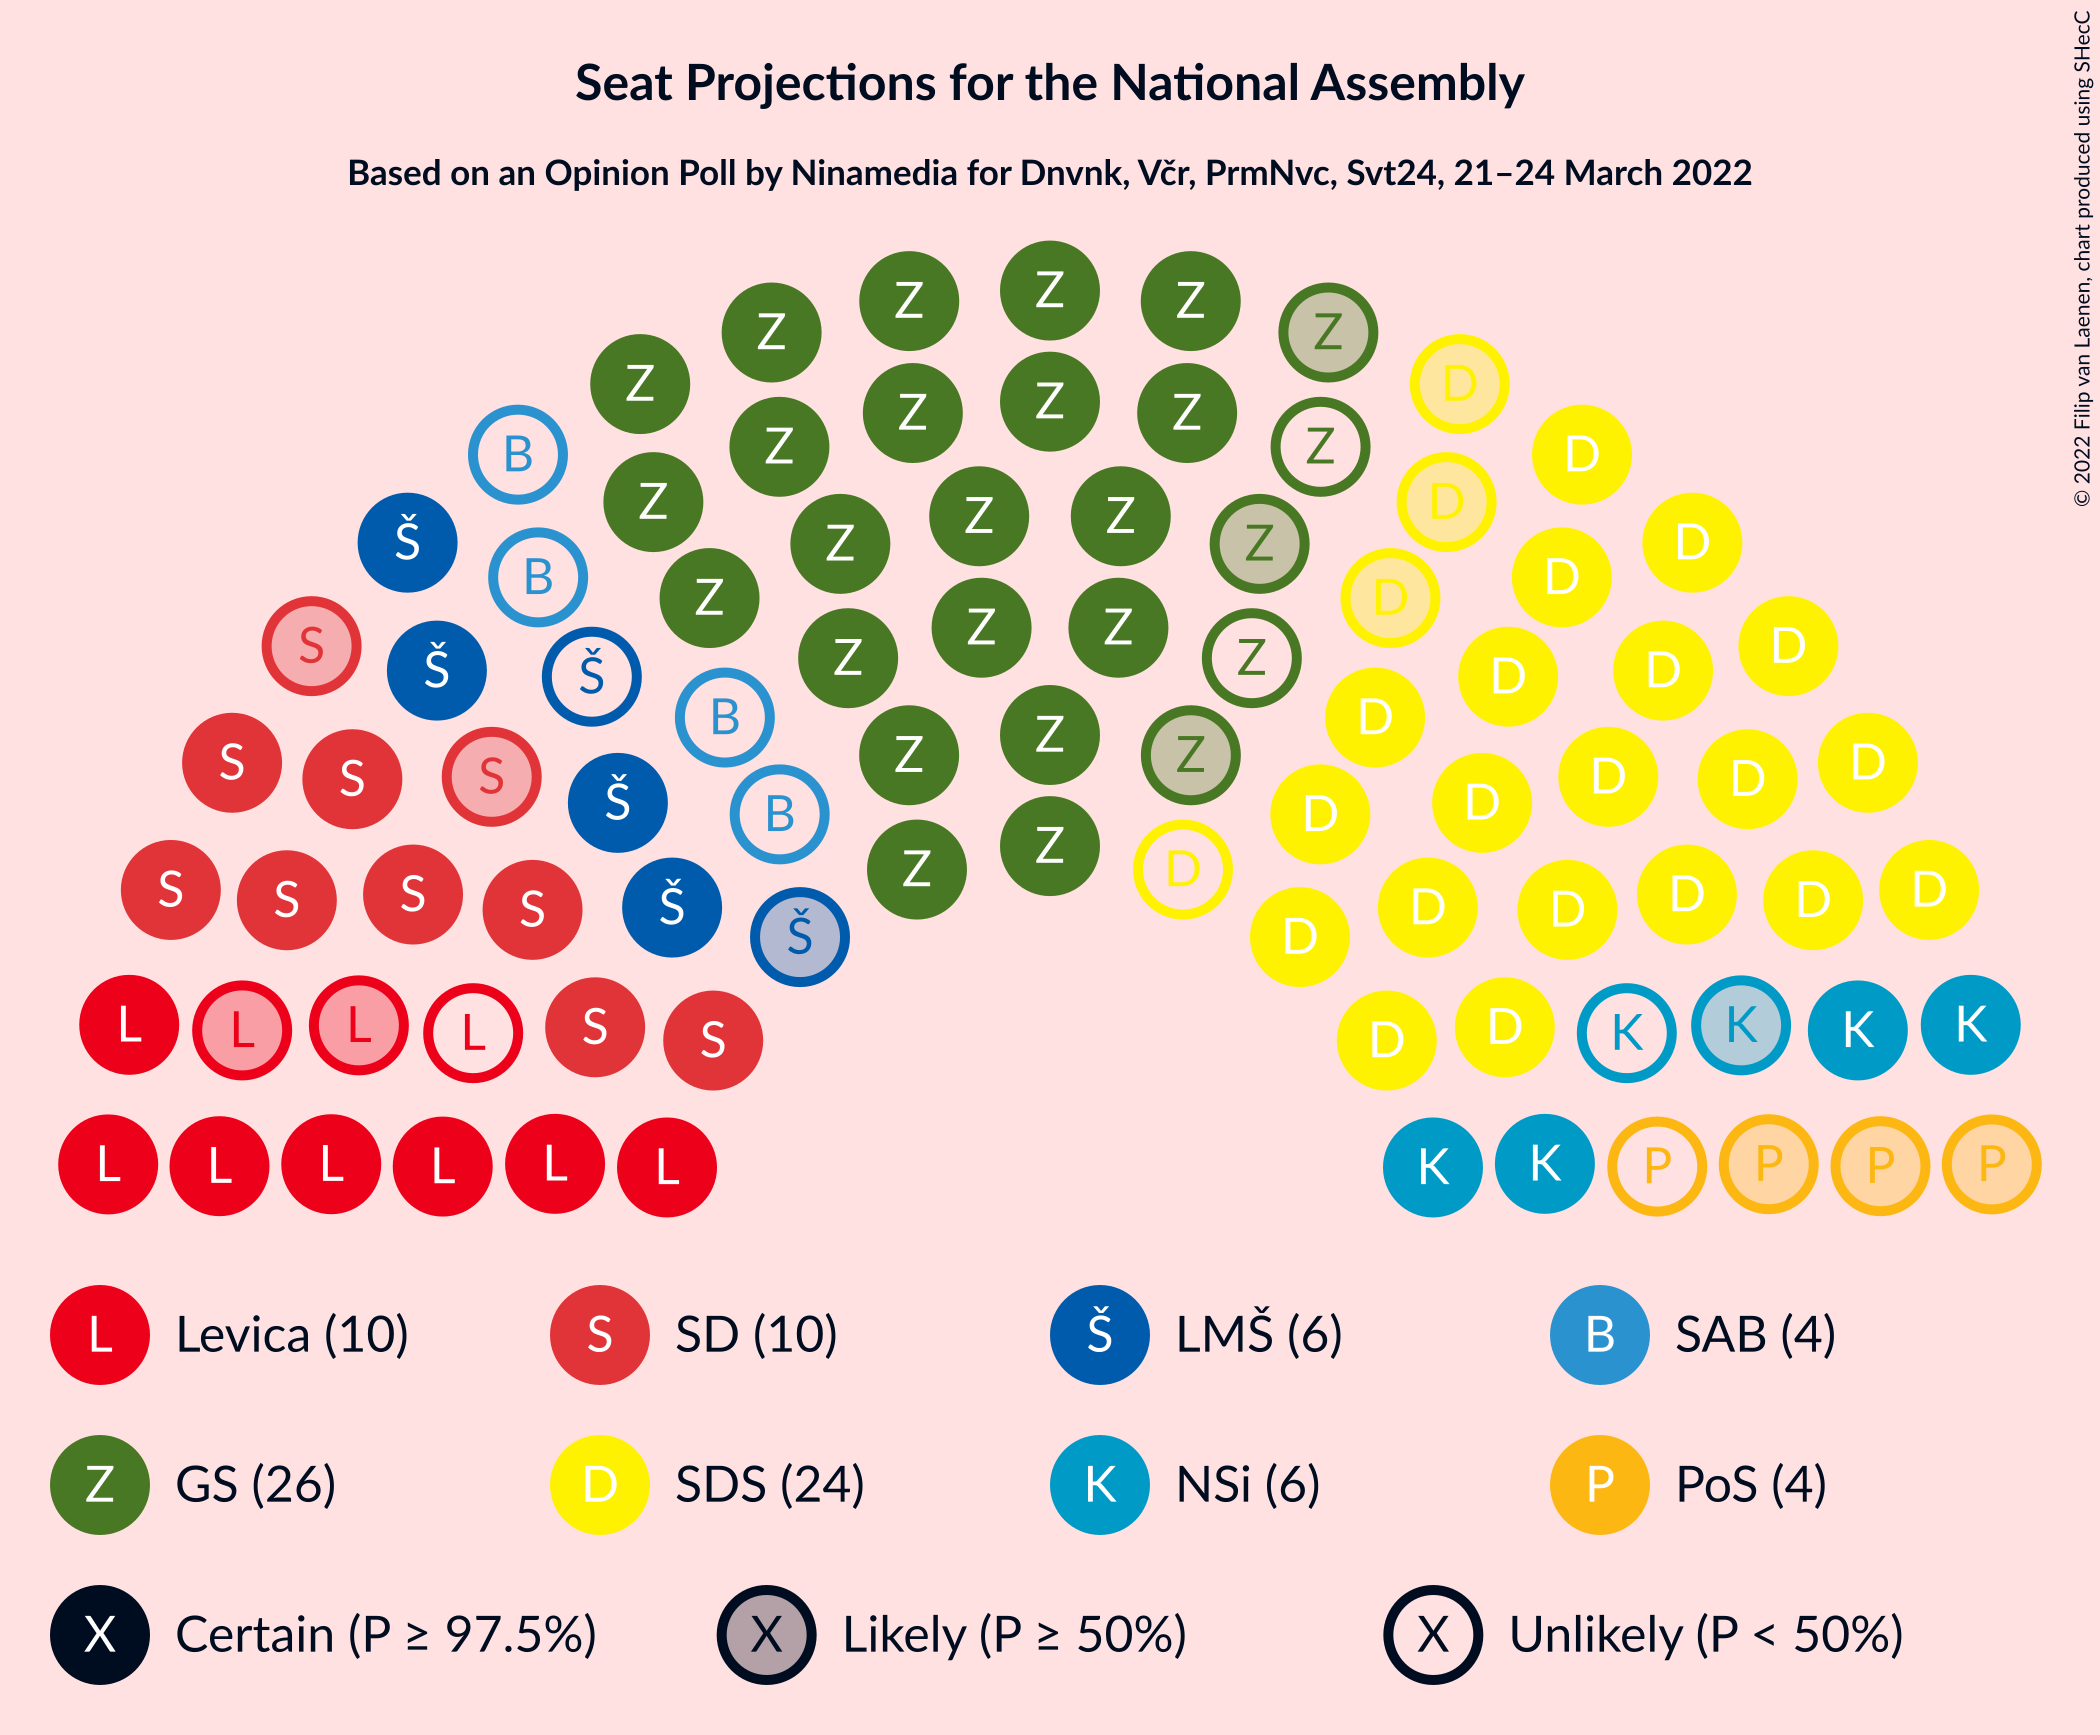 Seat Projections for the National Assembly
Based on an Opinion Poll by Ninamedia for Dnvnk, Včr, PrmNvc, Svt24, 21–24 March 2022
© 2022 Filip van Laenen, chart produced using SHecC
Z Z Z
Z Z
Z D
Z Z Z
Z Z
B D
Z Z
Z D
Z Z
Š Z Z D
B D
Z D
Z Z
S Z Z D
Š D
Š D
B D
Z
S Z Z D
S S D D
Š D
B D
Z Z
S D D
S S D D
S Š D D
Z D
Š D
L L L L S S D D K K K K
L L L L L L K K P P P P
L Levica (10)
S SD (10)
Š LMŠ (6)
B SAB (4)
Z GS (26)
D SDS (24)
K NSi (6)
P PoS (4)
X Certain (P ≥ 97.5%)
X Likely (P ≥ 50%)
X Unlikely (P < 50%)